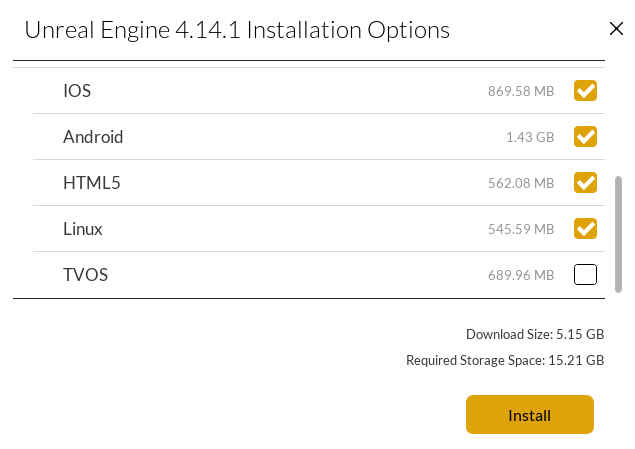 Unreal Engine 4.14.1 Installation Options
IOS 869.58 MB
Android 1.43 GB
HTML5 562.08 MB
Linux 545.59 MB
TVOS 689.96 MB
Download Size: 5.15 GB
Required Storage Space: 15.21 GB
Install